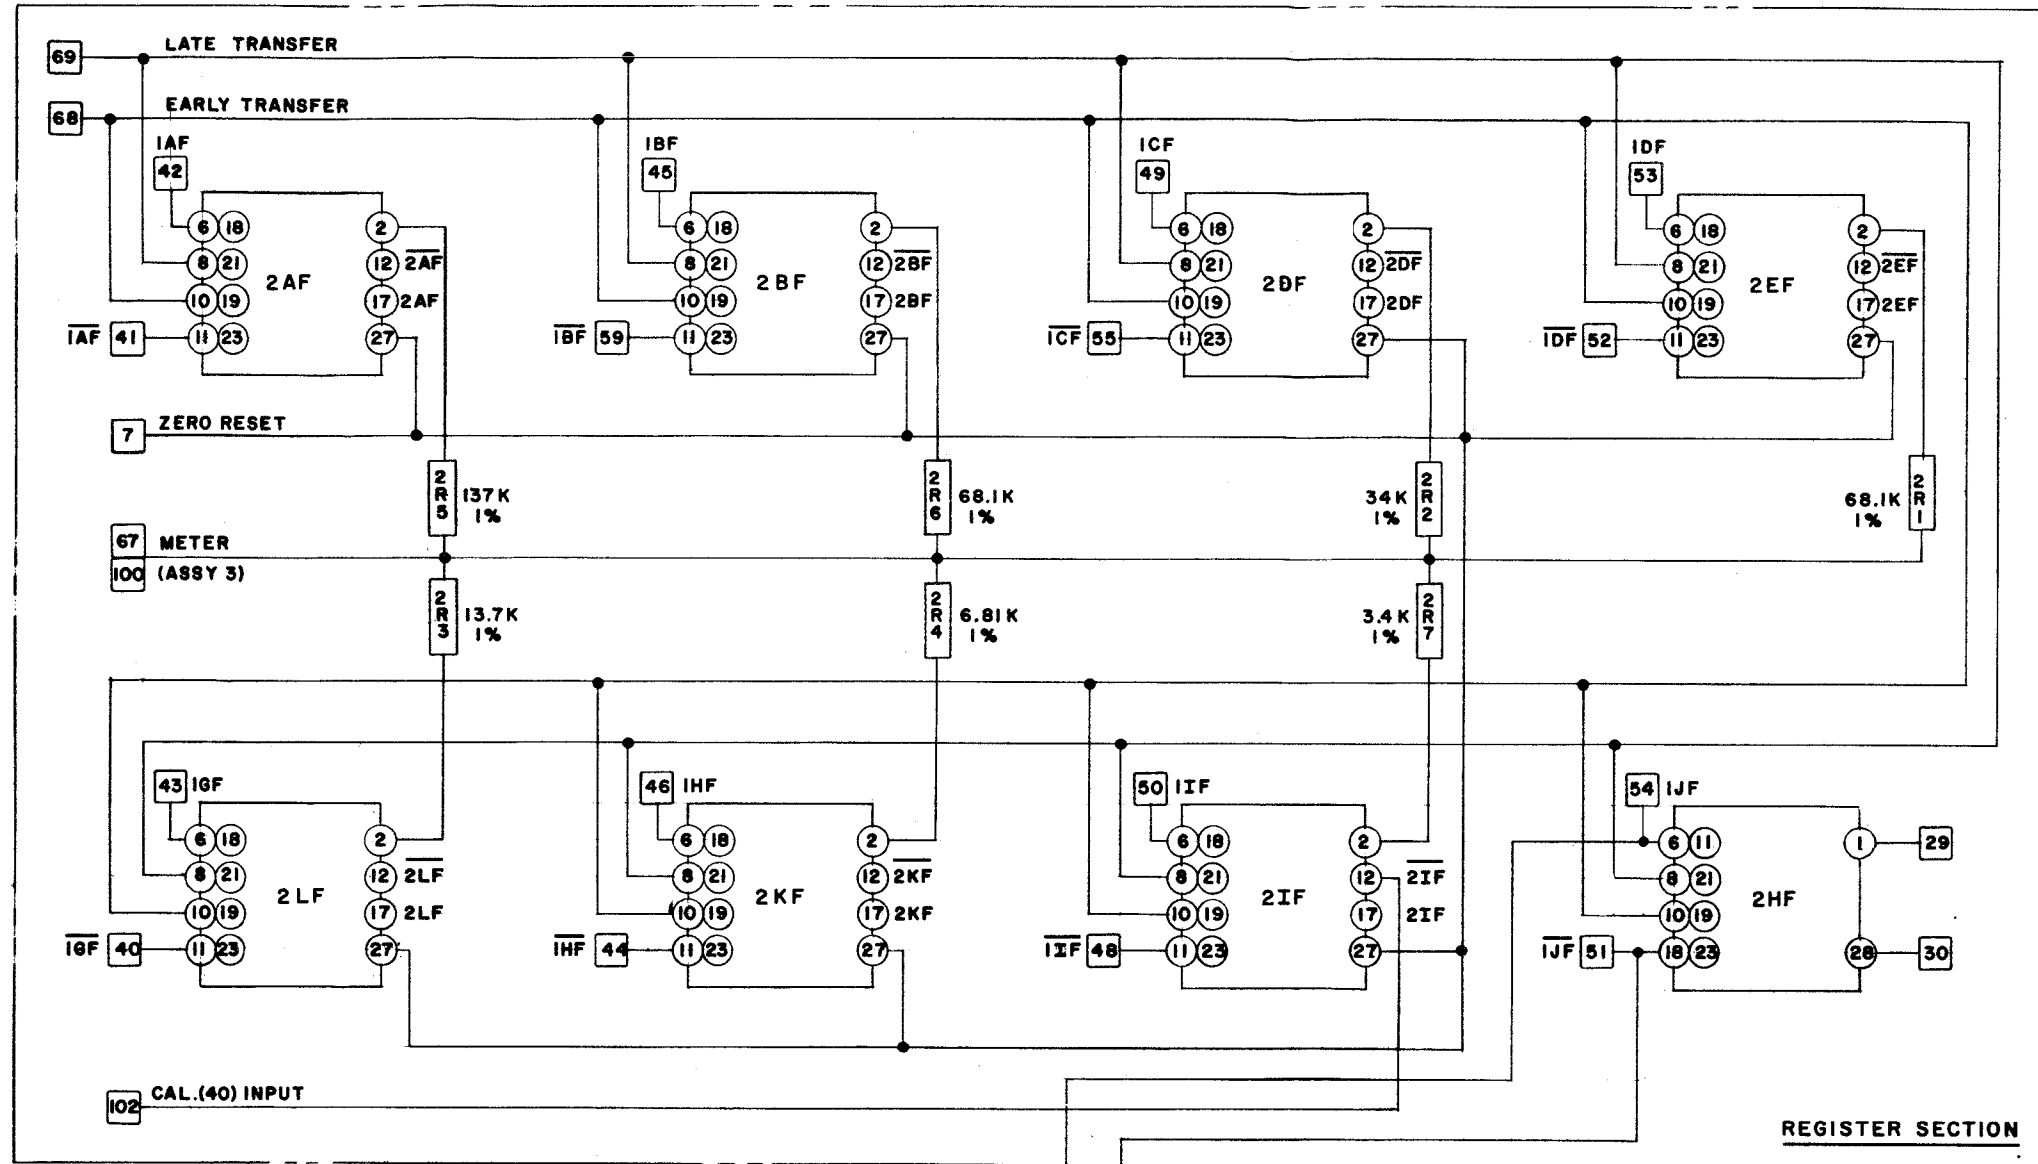 69 LATE TRANSFER
68 EARLY TRANSFER
1AF
42
6 18 2
8 21 12 2AF
10 19 17 2AF
11 23 27
2AF
1AF 41
1BF
45
6 18 2
8 21 12 2BF
10 19 17 2BF
11 23 27
2BF
1BF 59
1CF
49
6 18 2
8 21 12 2DF
10 19 17 2DF
11 23 27
2DF
1CF 55
1DF
53
6 18 2
8 21 12 2EF
10 19 17 2EF
11 23 27
2EF
1DF 52
7 ZERO RESET
2R5 137K
1%
2R6 68.1K
1%
34K 2R2
1%
68.1K 2R1
1%
67 METER
100 (ASSY 3)
2R3 13.7K
1%
2R4 6.81K
1%
3.4K 2R7
1%
43 1GF
6 18 2
8 21 12 2LF
10 19 17 2LF
11 23 27
2LF
1GF 40
46 1HF
6 18 2
8 21 12 2KF
10 19 17 2KF
11 23 27
2KF
1HF 44
50 1IF
6 18 2
8 21 12 2IF
10 19 17 2IF
11 23 27
2IF
1IF 48
54 1JF
6 11 1 29
8 21
10 19
18 23 28 30
2HF
1JF 51
102 CAL.(40) INPUT
REGISTER SECTION